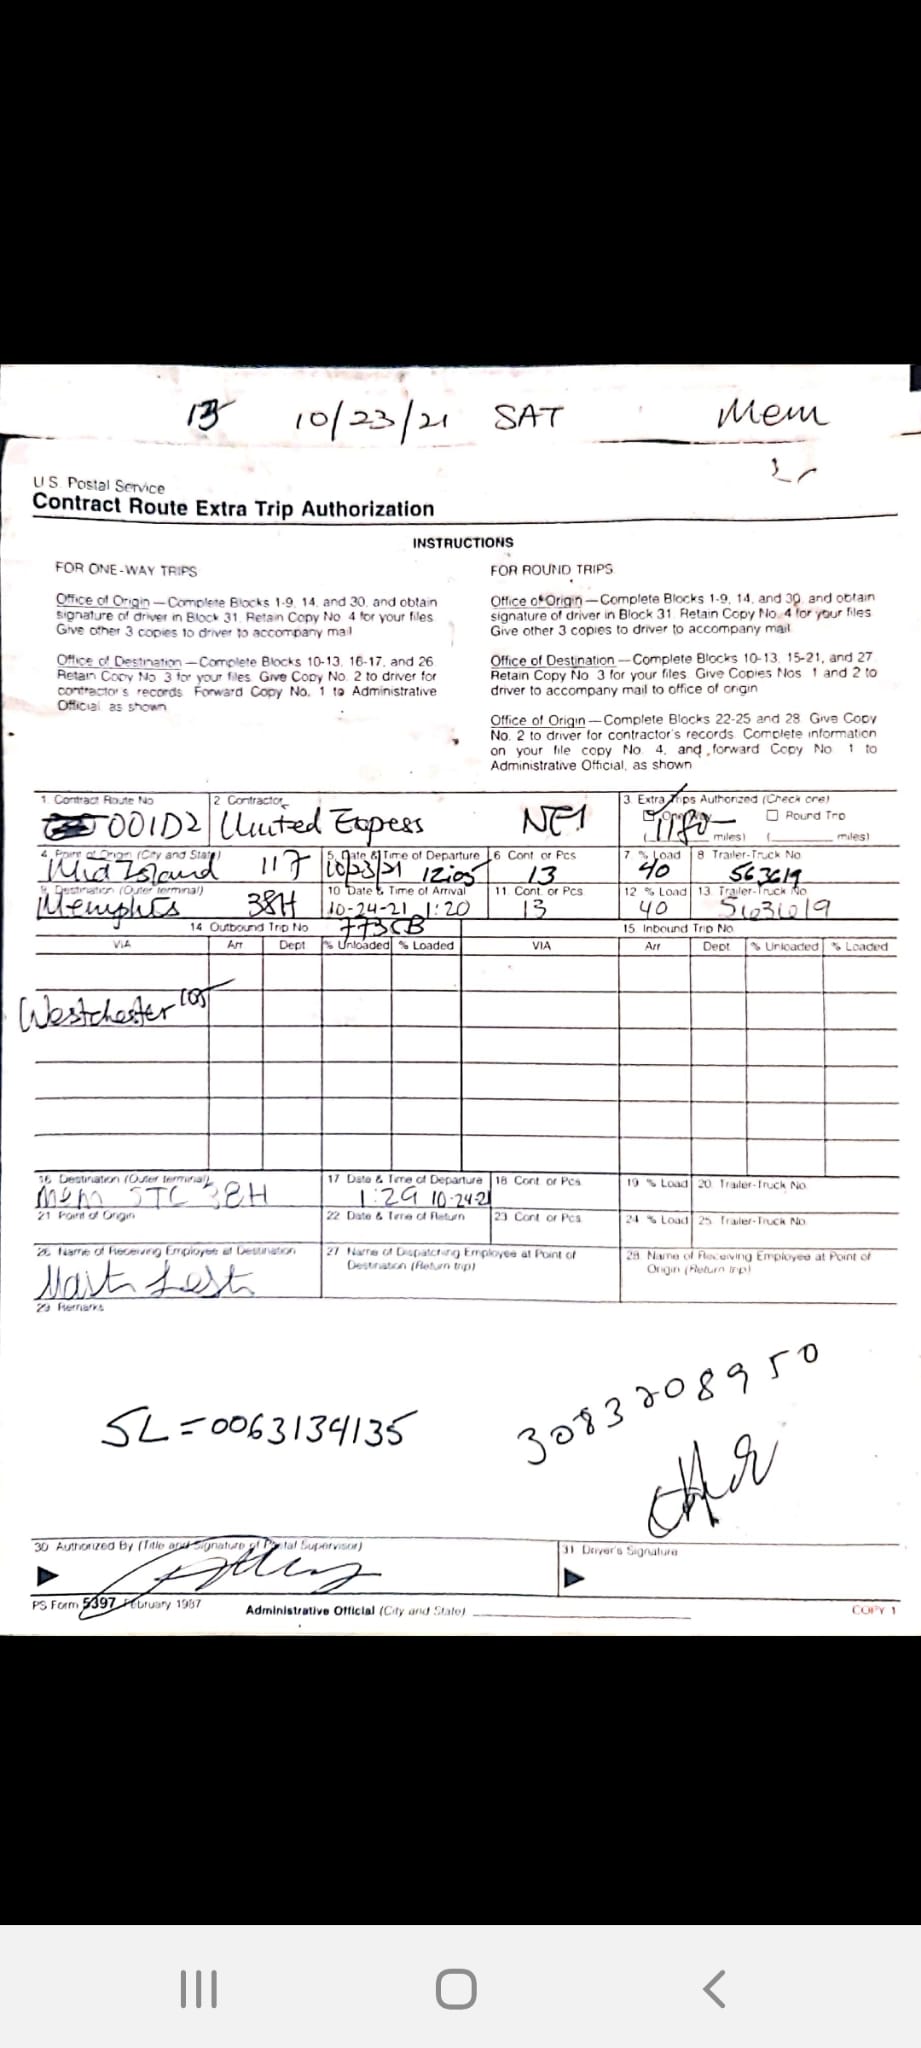 13 10/23/21 SAT Mem
U.S. Postal Service
Contract Route Extra Trip Authorization
INSTRUCTIONS
FOR ONE-WAY TRIPS
Office of Origin—Complete Blocks 1-9, 14, and 30, and obtain
signature of driver in Block 31. Retain Copy No. 4 for your files.
Give other 3 copies to driver to accompany mail
Office of Destination—Complete Blocks 10-13, 16-17, and 26.
Retain Copy No. 3 for your files. Give Copy No. 2 to driver for
contractor's records. Forward Copy No. 1 to Administrative
Official, as shown
FOR ROUND TRIPS
Office of Origin—Complete Blocks 1-9, 14, and 30, and obtain
signature of driver in Block 31. Retain Copy No. 4 for your files.
Give other 3 copies to driver to accompany mail
Office of Destination—Complete Blocks 10-13, 15-21, and 27.
Retain Copy No. 3 for your files. Give Copies Nos. 1 and 2 to
driver to accompany mail to office of origin
Office of Origin—Complete Blocks 22-25 and 28. Give Copy
No. 2 to driver for contractor's records. Complete information
on your file copy No. 4, and forward Copy No. 1 to
Administrative Official, as shown
1. Contract Route No. 2. Contractor 3. Extra Trips Authorized (Check one)
001D2 United Express NE1 One-Way 1180 Round Trip
( miles) ( miles)
4. Point of Origin (City and State) 5. Date & Time of Departure 6. Cont. or Pcs. 7. % Load 8. Trailer-Truck No.
Mid Island 117 10/23/21 12:05 13 40 563619
9. Destination (Outer terminal) 10. Date & Time of Arrival 11. Cont. or Pcs. 12. % Load 13. Trailer-Truck No.
Memphis 38H 10-24-21 1:20 13 40 563619
14. Outbound Trip No. 773CB 15. Inbound Trip No.
VIA Arr Dept % Unloaded % Loaded VIA Arr Dept % Unloaded % Loaded
Westchester 105
16. Destination (Outer terminal) 17. Date & Time of Departure 18. Cont. or Pcs. 19. % Load 20. Trailer-Truck No.
Mem STC 38H 1:29 10-24-21
21. Point of Origin 22. Date & Time of Return 23. Cont. or Pcs. 24. % Load 25. Trailer-Truck No.
26. Name of Receiving Employee at Destination 27. Name of Dispatching Employee at Point of Destination (Return trip) 28. Name of Receiving Employee at Point of Origin (Return trip)
29. Remarks
SL=0063134135 3083208950
30. Authorized By (Title and Signature of Postal Supervisor) 31. Driver's Signature
PS Form 5397, February 1987 Administrative Official (City and State) COPY 1